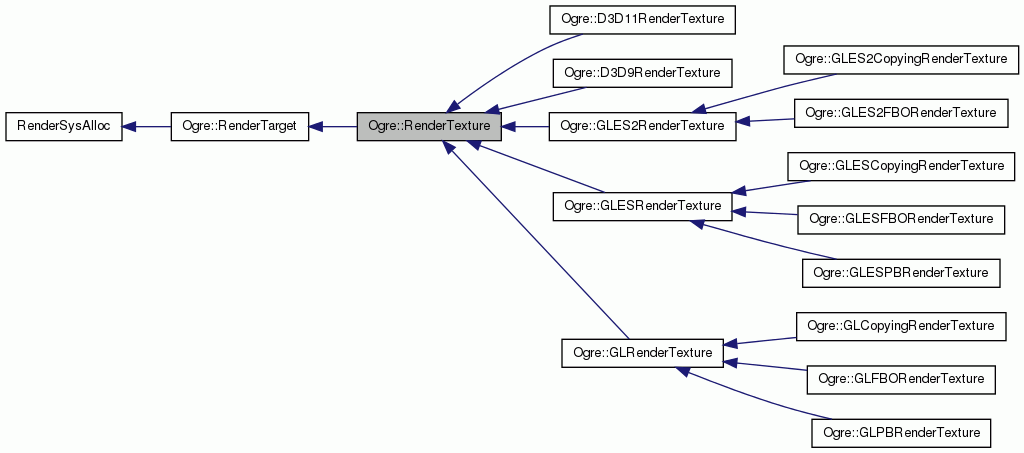 RenderSysAlloc
Ogre::RenderTarget
Ogre::RenderTexture
Ogre::D3D11RenderTexture
Ogre::D3D9RenderTexture
Ogre::GLES2RenderTexture
Ogre::GLESRenderTexture
Ogre::GLRenderTexture
Ogre::GLES2CopyingRenderTexture
Ogre::GLES2FBORenderTexture
Ogre::GLESCopyingRenderTexture
Ogre::GLESFBORenderTexture
Ogre::GLESPBRenderTexture
Ogre::GLCopyingRenderTexture
Ogre::GLFBORenderTexture
Ogre::GLPBRenderTexture